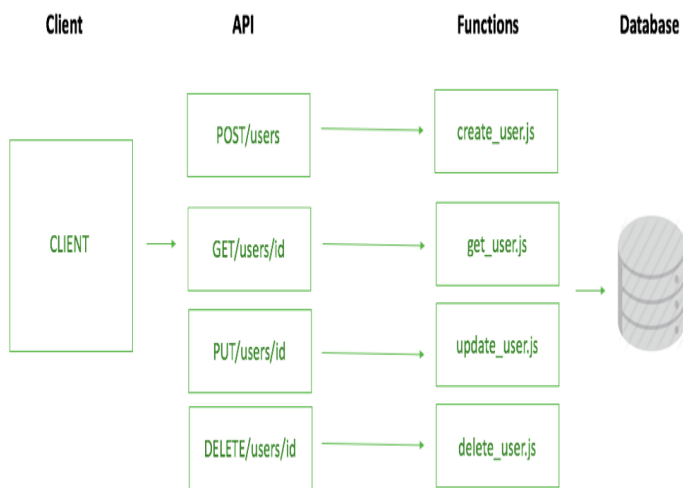 Client API Functions Database
POST/users create_user.js
CLIENT GET/users/id get_user.js
PUT/users/id update_user.js
DELETE/users/id delete_user.js